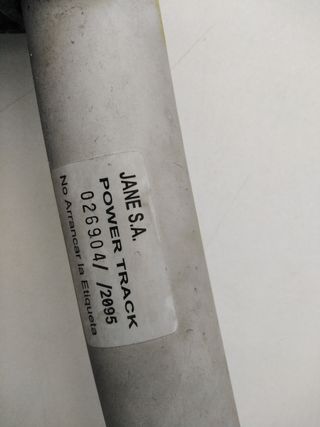 JANE S.A.
POWER TRACK
026904/ /2095
No Arrancar la Etiqueta